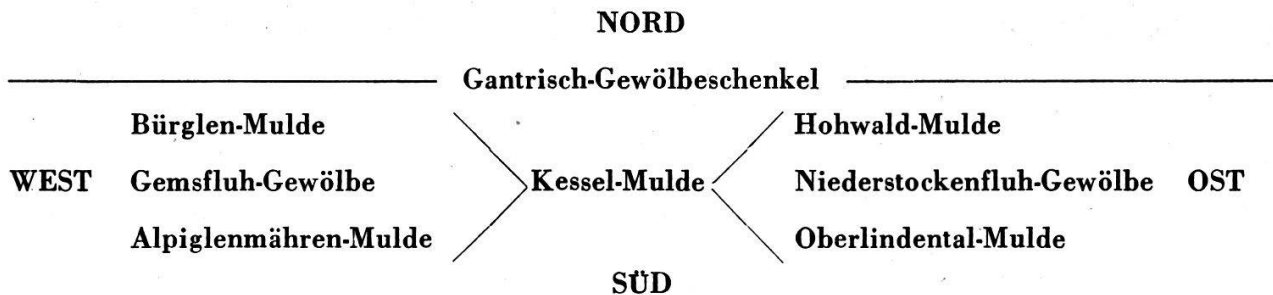 NORD
Gantrisch-Gewölbeschenkel
Bürglen-Mulde Hohwald-Mulde
WEST Gemsfluh-Gewölbe Kessel-Mulde Niederstockenfluh-Gewölbe OST
Alpiglenmähren-Mulde Oberlindental-Mulde
SÜD